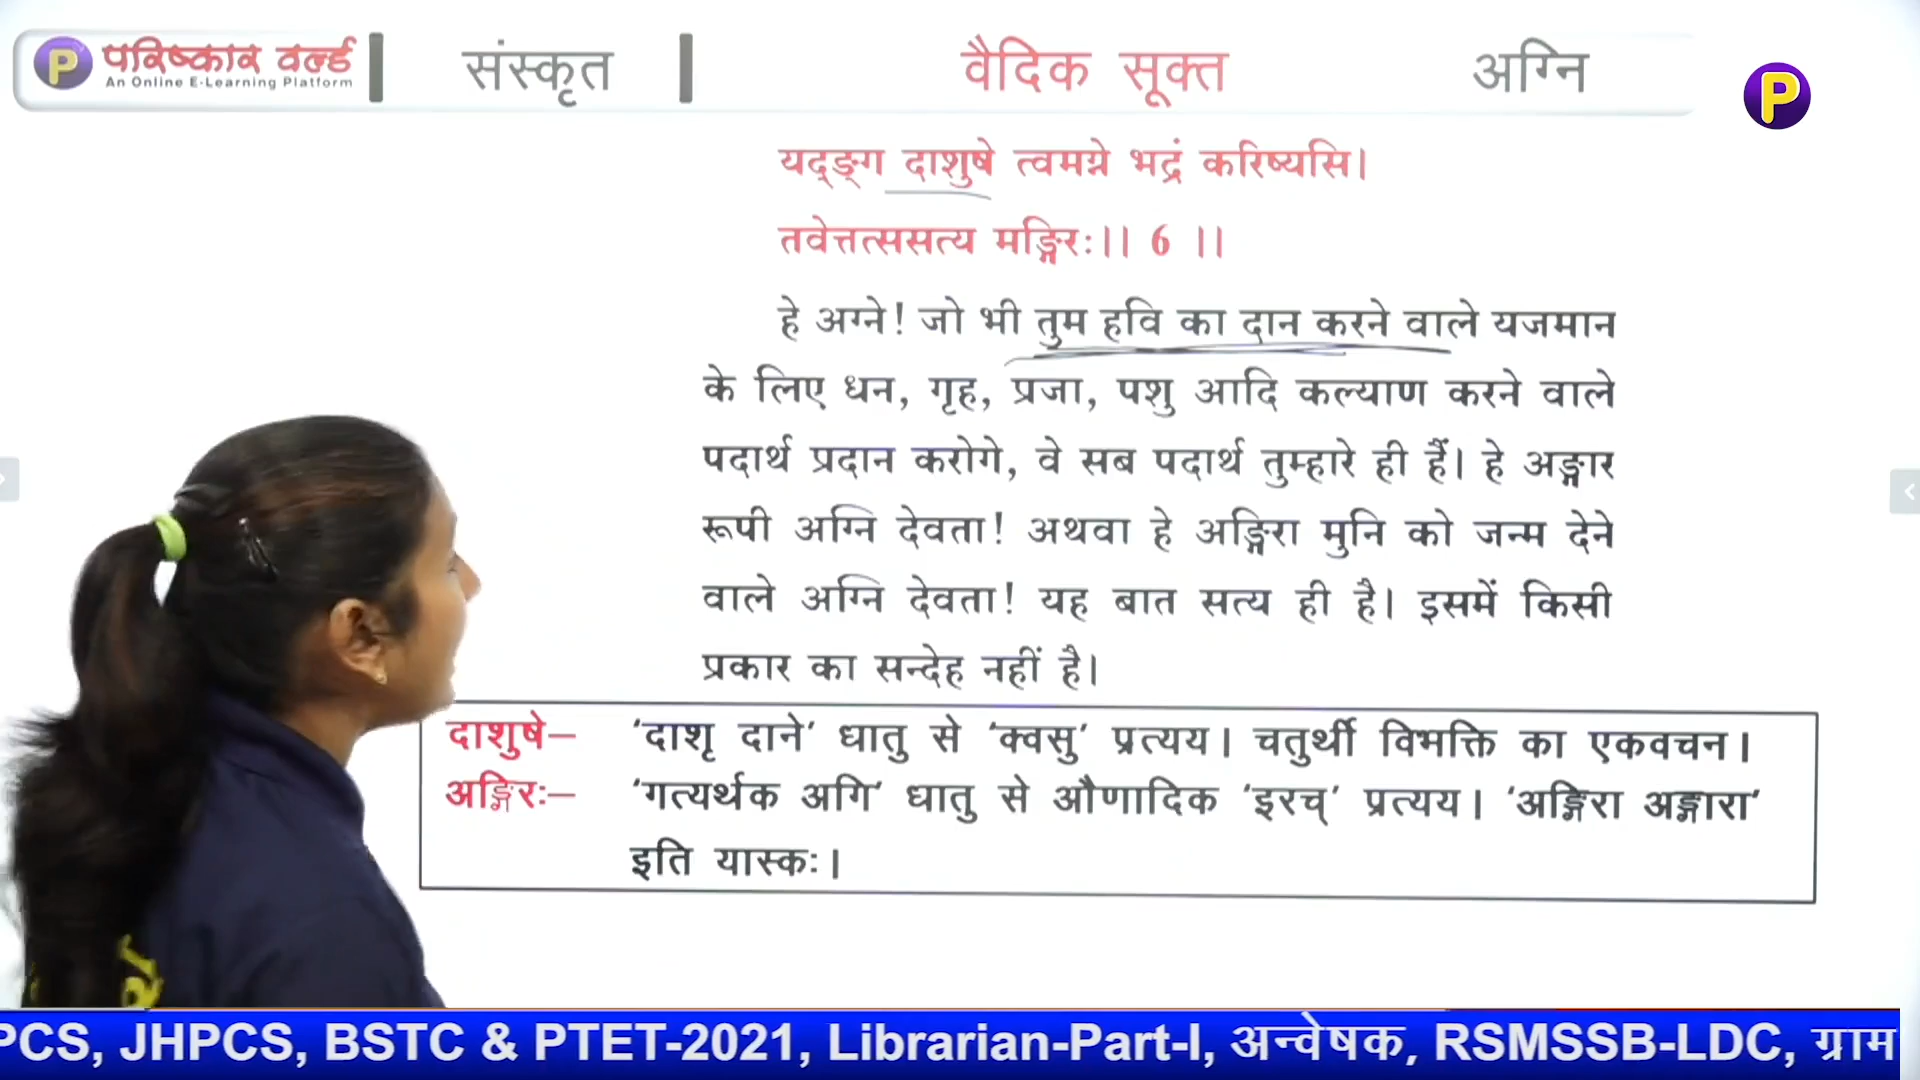 P परिष्कार वर्ल्ड
An Online E-Learning Platform
संस्कृत
वैदिक सूक्त
अग्नि
P
यद्ङ्ग दाशुषे त्वमग्ने भद्रं करिष्यसि।
तवेत्तत्ससत्य मङ्गिरः।। 6 ।।
हे अग्ने! जो भी तुम हवि का दान करने वाले यजमान
के लिए धन, गृह, प्रजा, पशु आदि कल्याण करने वाले
पदार्थ प्रदान करोगे, वे सब पदार्थ तुम्हारे ही हैं। हे अङ्गार
रूपी अग्नि देवता! अथवा हे अङ्गिरा मुनि को जन्म देने
वाले अग्नि देवता! यह बात सत्य ही है। इसमें किसी
प्रकार का सन्देह नहीं है।
दाशुषे– 'दाशृ दाने' धातु से 'क्वसु' प्रत्यय। चतुर्थी विभक्ति का एकवचन।
अङ्गिरः– 'गत्यर्थक अगि' धातु से औणादिक 'इरच्' प्रत्यय। 'अङ्गिरा अङ्गारा'
इति यास्कः।
PCS, JHPCS, BSTC & PTET-2021, Librarian-Part-I, अन्वेषक, RSMSSB-LDC, ग्राम